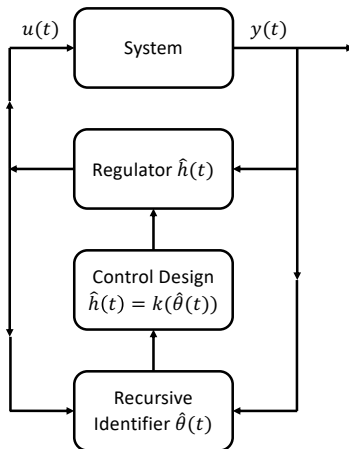 u(t)
System
y(t)
Regulator ĥ(t)
Control Design
ĥ(t) = k(θ̂(t))
Recursive
Identifier θ̂(t)